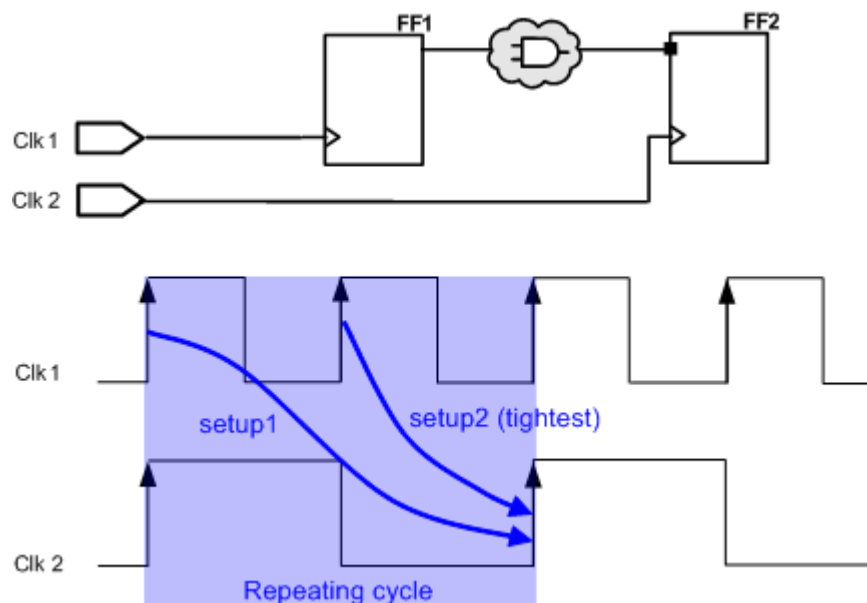 FF1
FF2
Clk 1
Clk 2
Clk 1
setup1
setup2 (tightest)
Clk 2
Repeating cycle